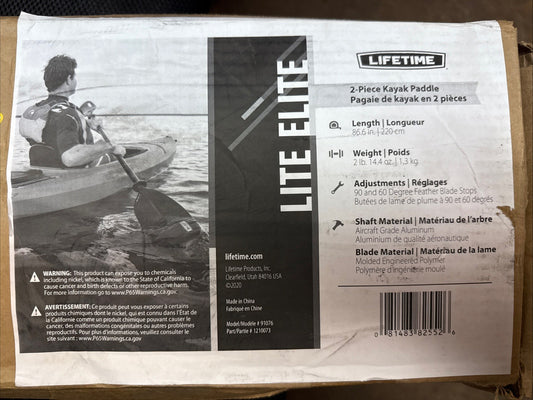 LIFETIME
2-Piece Kayak Paddle
Pagaie de kayak en 2 pièces
Length | Longueur
86.6 in. | 220 cm
Weight | Poids
2 lb. 14.4 oz. | 1.3 kg
Adjustments | Réglages
90 and 60 Degree Feather Blade Stops
Butées de lame de plume à 90 et 60 degrés
Shaft Material | Matériau de l'arbre
Aircraft Grade Aluminum
Aluminium de qualité aéronautique
Blade Material | Matériau de la lame
Molded Engineered Polymer
Polymère d'ingénierie moulé
0 81483 82552 6
LITE ELITE
lifetime.com
Lifetime Products, Inc.
Clearfield, Utah 84016 USA
©2020
Made in China
Fabriqué en Chine
Model/Modèle # 91076
Part/Partie # 1210073
WARNING: This product can expose you to chemicals
including nickel, which is known to the State of California to
cause cancer and birth defects or other reproductive harm.
For more information go to www.P65Warnings.ca.gov.
AVERTISSEMENT: Ce produit peut vous exposer à certains
produits chimiques dont le nickel, qui est connu dans l'État de
la Californie comme un produit chimique pouvant causer le
cancer, des malformations congénitales ou autres problèmes
reproductifs. Pour plus d'informations, veuillez consulter le
site suivant : www.P65Warnings.ca.gov.